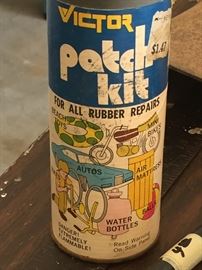 VICTOR
patch
$1.47
kit
FOR ALL RUBBER REPAIRS
BEACH
BIKES
AUTOS
AIR
MATTRESS
WATER
BOTTLES
DANGER!
EXTREMELY
FLAMMABLE!
Read Warning
On Side Panel